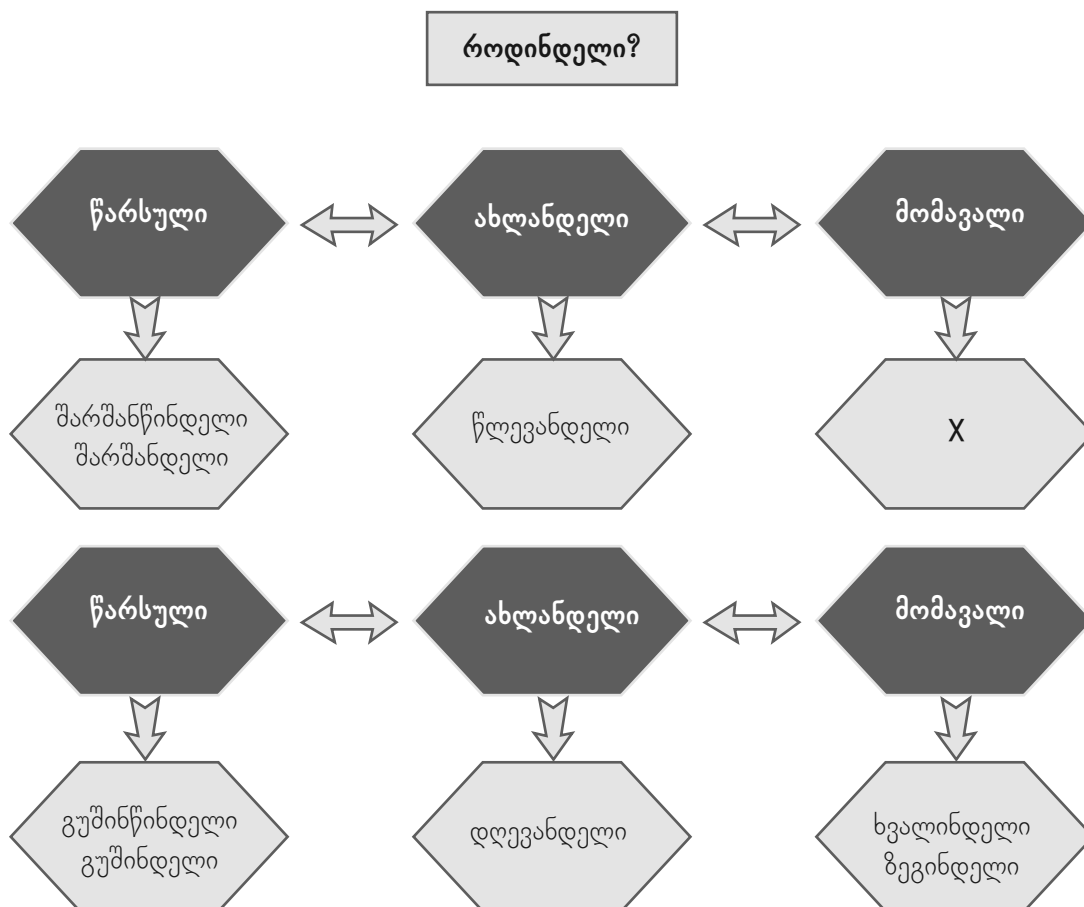 როდინდელი?
წარსული
ახლანდელი
მომავალი
შარშანწინდელი
შარშანდელი
წლევანდელი
X
წარსული
ახლანდელი
მომავალი
გუშინწინდელი
გუშინდელი
დღევანდელი
ხვალინდელი
ზეგინდელი